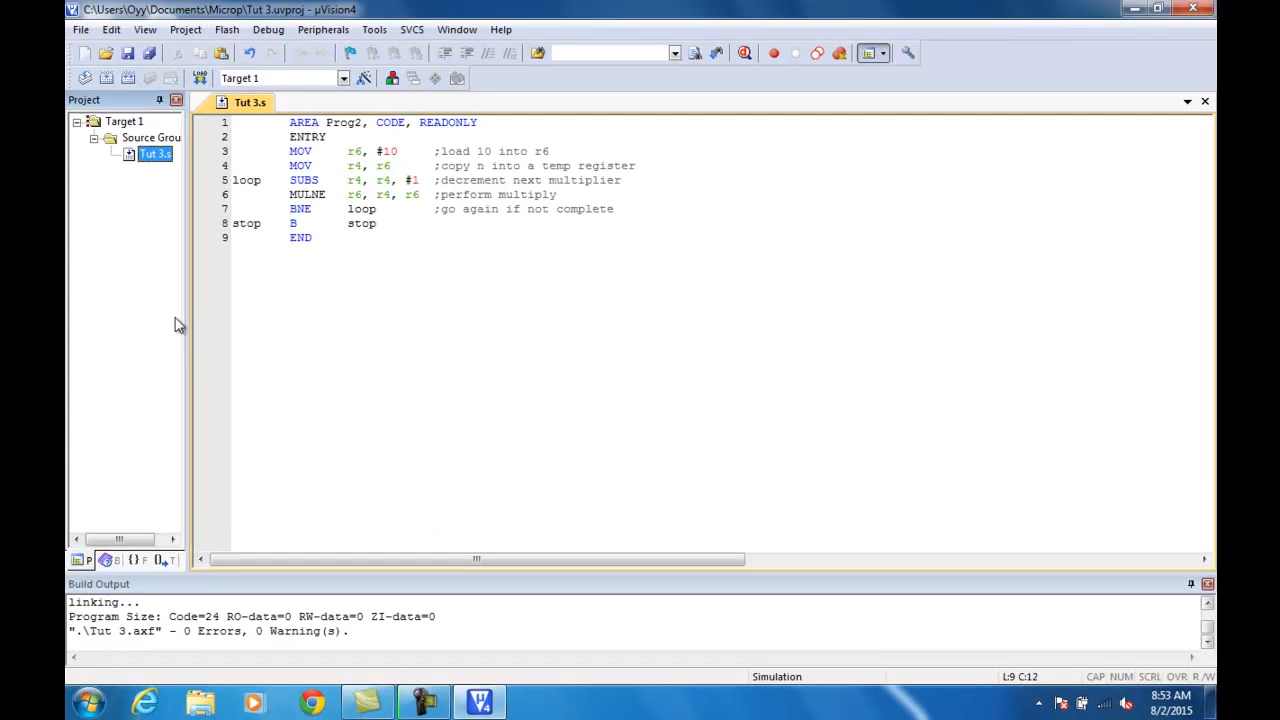 C:\Users\Oyy\Documents\Microp\Tut 3.uvproj - µVision4
File Edit View Project Flash Debug Peripherals Tools SVCS Window Help
LOAD Target 1
Project
Tut 3.s
Target 1
Source Grou
Tut 3.s
1 AREA Prog2, CODE, READONLY
2 ENTRY
3 MOV r6, #10 ;load 10 into r6
4 MOV r4, r6 ;copy n into a temp register
5 loop SUBS r4, r4, #1 ;decrement next multiplier
6 MULNE r6, r4, r6 ;perform multiply
7 BNE loop ;go again if not complete
8 stop B stop
9 END
P B {} F T
Build Output
linking...
Program Size: Code=24 RO-data=0 RW-data=0 ZI-data=0
".\Tut 3.axf" - 0 Errors, 0 Warning(s).
Simulation L:9 C:12 CAP NUM SCRL OVR R/W
8:53 AM
8/2/2015